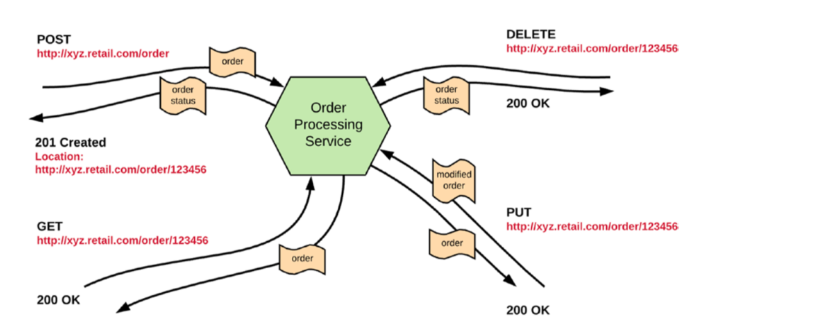 POST
http://xyz.retail.com/order
order
order
status
201 Created
Location:
http://xyz.retail.com/order/123456
Order
Processing
Service
DELETE
http://xyz.retail.com/order/123456
order
status
200 OK
GET
http://xyz.retail.com/order/123456
order
200 OK
modified
order
PUT
http://xyz.retail.com/order/123456
order
200 OK